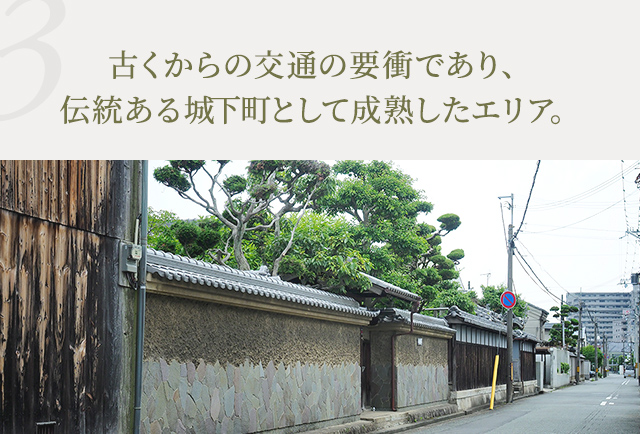 3
古くからの交通の要衝であり、
伝統ある城下町として成熟したエリア。